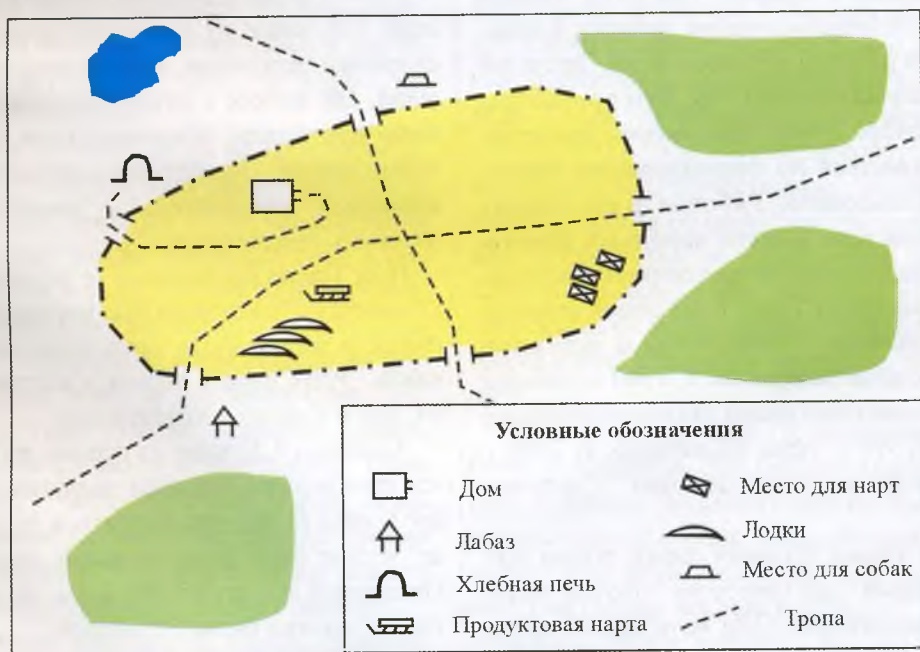 Условные обозначения
Дом
Лабаз
Хлебная печь
Продуктовая нарта
Место для нарт
Лодки
Место для собак
Тропа